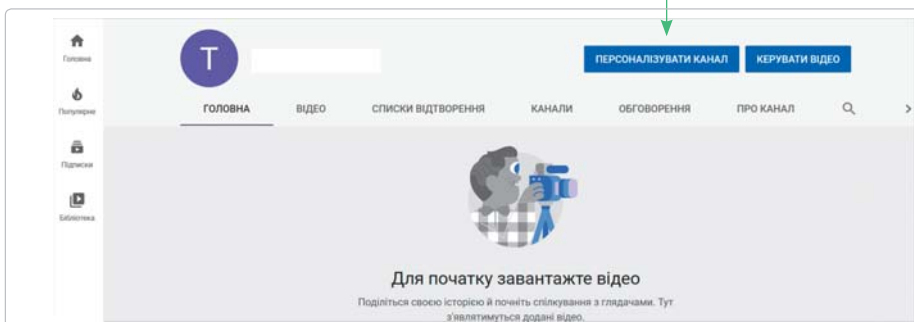 Головна
T
ПЕРСОНАЛІЗУВАТИ КАНАЛ
КЕРУВАТИ ВІДЕО
Популярне
ГОЛОВНА ВІДЕО СПИСКИ ВІДТВОРЕННЯ КАНАЛИ ОБГОВОРЕННЯ ПРО КАНАЛ
Підписки
Бібліотека
Для початку завантажте відео
Поділіться своєю історією й почніть спілкування з глядачами. Тут
з'являтимуться додані відео.